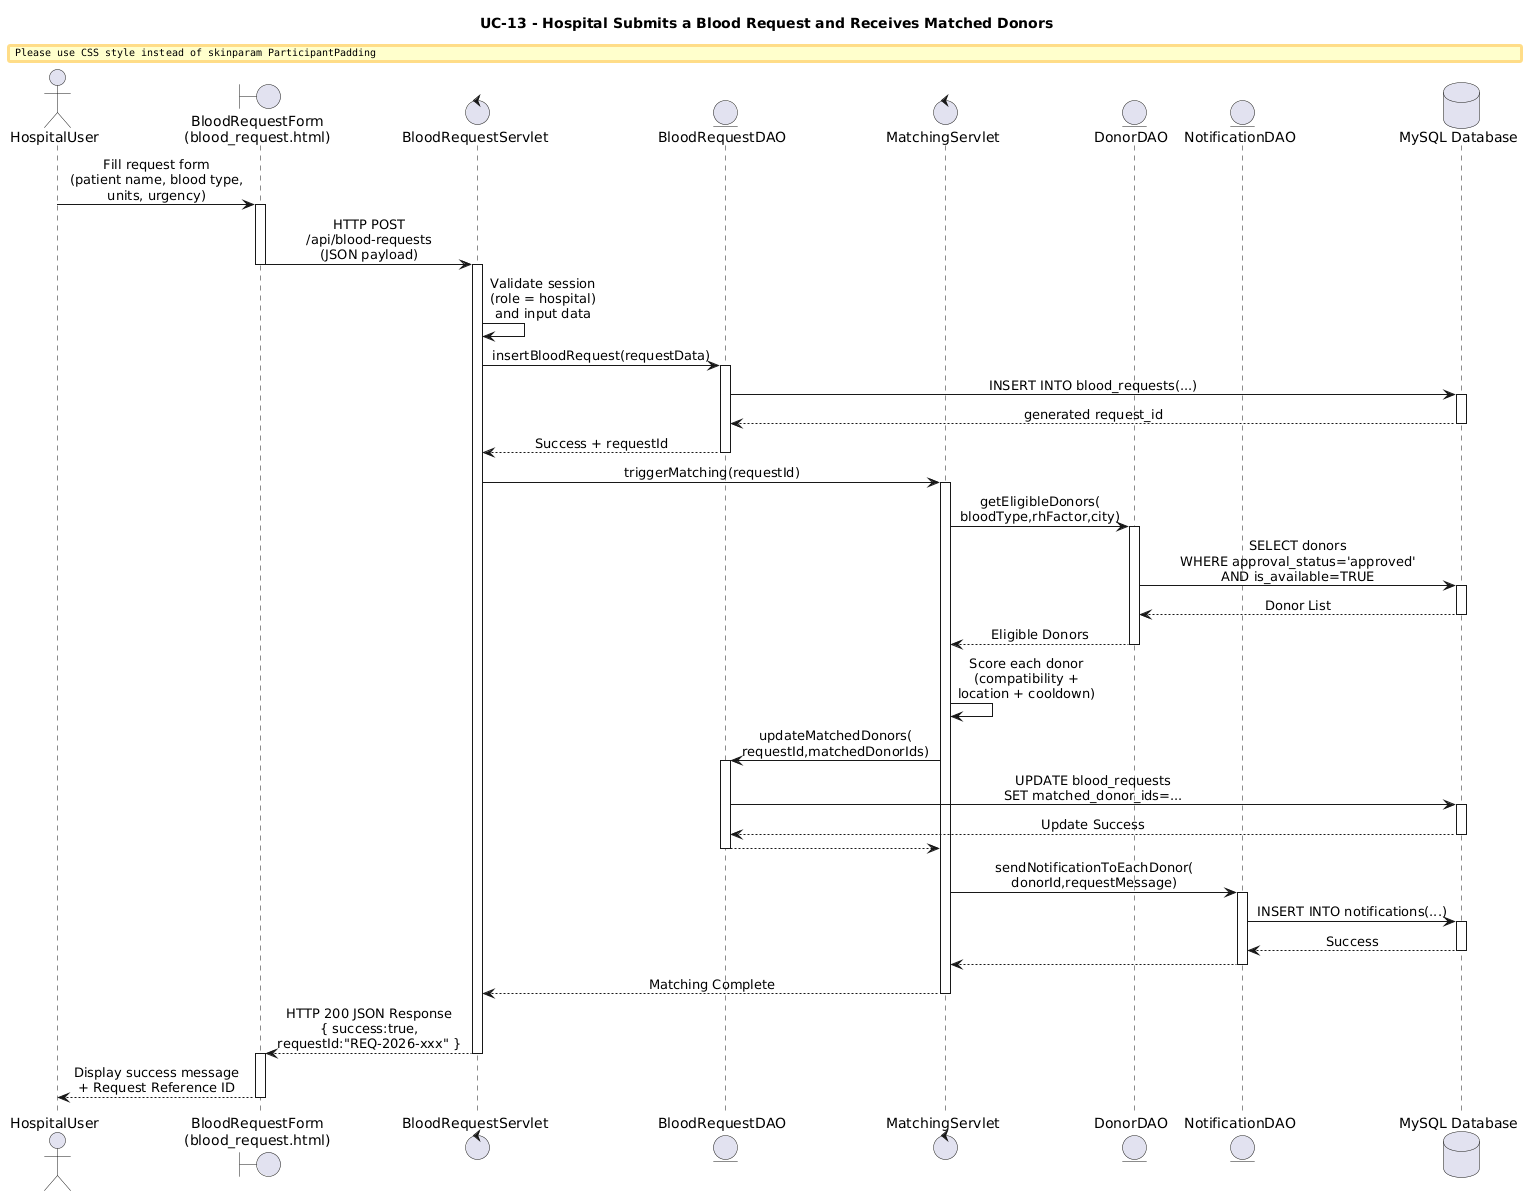 UC-13 - Hospital Submits a Blood Request and Receives Matched Donors
Please use CSS style instead of skinparam ParticipantPadding
HospitalUser
BloodRequestForm
(blood_request.html)
BloodRequestServlet
BloodRequestDAO
MatchingServlet
DonorDAO
NotificationDAO
MySQL Database
Fill request form
(patient name, blood type,
units, urgency)
HTTP POST
/api/blood-requests
(JSON payload)
Validate session
(role = hospital)
and input data
insertBloodRequest(requestData)
INSERT INTO blood_requests(...)
generated request_id
Success + requestId
triggerMatching(requestId)
getEligibleDonors(
bloodType,rhFactor,city)
SELECT donors
WHERE approval_status='approved'
AND is_available=TRUE
Donor List
Eligible Donors
Score each donor
(compatibility +
location + cooldown)
updateMatchedDonors(
requestId,matchedDonorIds)
UPDATE blood_requests
SET matched_donor_ids=...
Update Success
sendNotificationToEachDonor(
donorId,requestMessage)
INSERT INTO notifications(...)
Success
Matching Complete
HTTP 200 JSON Response
{ success:true,
requestId:"REQ-2026-xxx" }
Display success message
+ Request Reference ID
HospitalUser
BloodRequestForm
(blood_request.html)
BloodRequestServlet
BloodRequestDAO
MatchingServlet
DonorDAO
NotificationDAO
MySQL Database